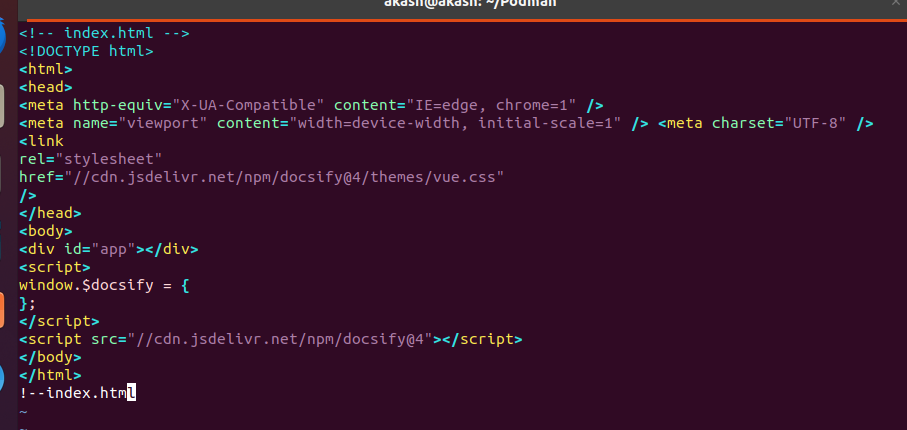 akash@akash: ~/Podman
<!-- index.html -->
<!DOCTYPE html>
<html>
<head>
<meta http-equiv="X-UA-Compatible" content="IE=edge, chrome=1" />
<meta name="viewport" content="width=device-width, initial-scale=1" /> <meta charset="UTF-8" />
<link
rel="stylesheet"
href="//cdn.jsdelivr.net/npm/docsify@4/themes/vue.css"
/>
</head>
<body>
<div id="app"></div>
<script>
window.$docsify = {
};
</script>
<script src="//cdn.jsdelivr.net/npm/docsify@4"></script>
</body>
</html>
!--index.html
~
~